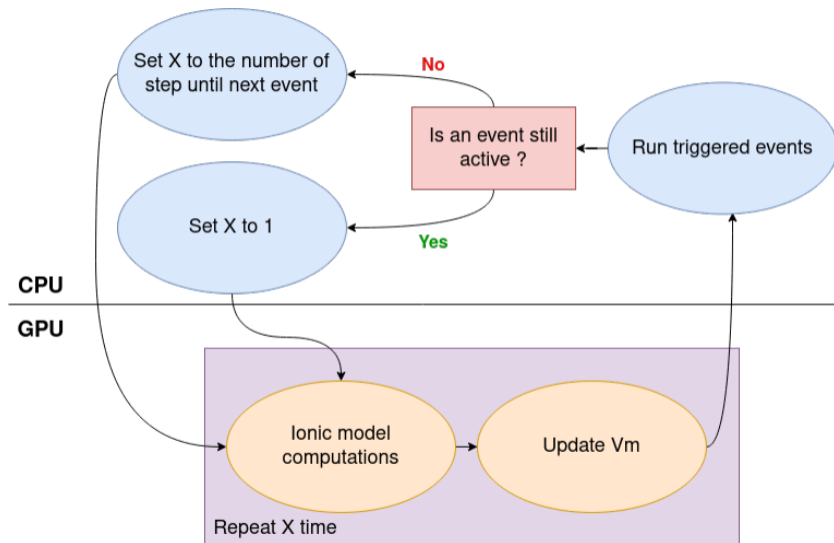 Set X to the number of
step until next event
No
Is an event still
active ?
Run triggered events
Set X to 1
Yes
CPU
GPU
Ionic model
computations
Update Vm
Repeat X time